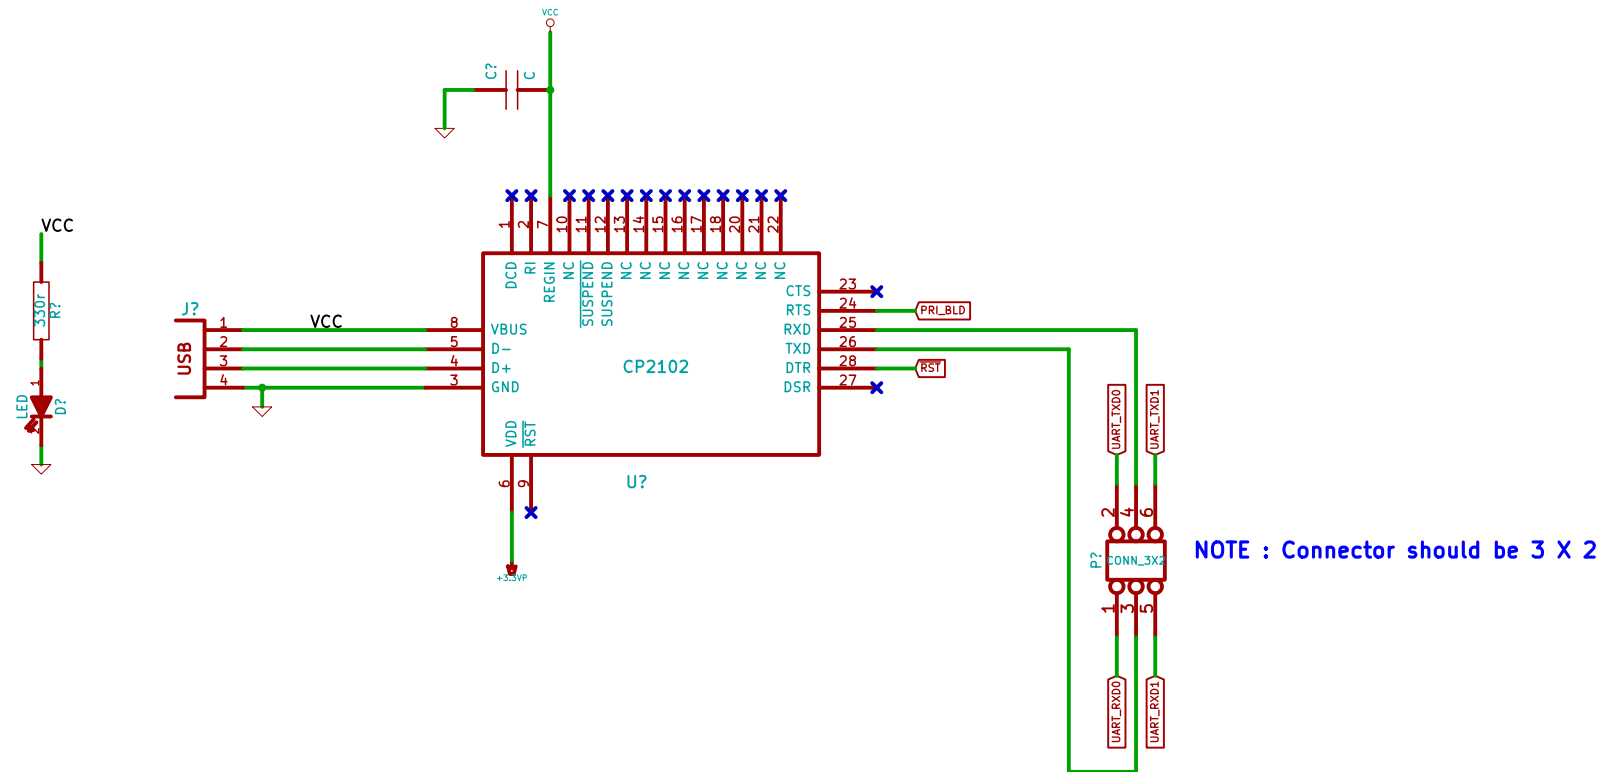 VCC
C?
C
VCC
330r
R?
1
LED
D?
2
J?
USB
1
2
3
4
VCC
8
5
4
3
1
2
7
10
11
12
13
14
15
16
17
18
20
21
22
DCD
RI
REGIN
NC
SUSPEND
SUSPEND
NC
NC
NC
NC
NC
NC
NC
NC
NC
VBUS
D-
D+
GND
CP2102
CTS
RTS
RXD
TXD
DTR
DSR
23
24
25
26
28
27
PRI_BLD
RST
VDD
RST
6
9
U?
+3.3VP
UART_TXD0
UART_TXD1
2
4
6
P?
CONN_3X2
NOTE : Connector should be 3 X 2
1
3
5
UART_RXD0
UART_RXD1